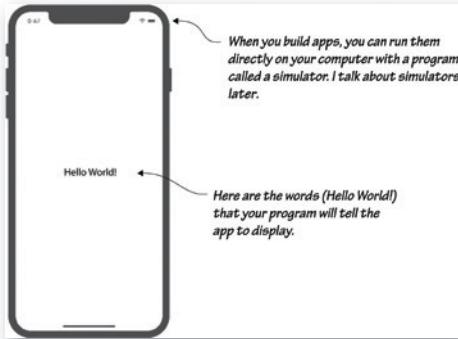 When you build apps, you can run them
directly on your computer with a program
called a simulator. I talk about simulators
later.
Hello World!
Here are the words (Hello World!)
that your program will tell the
app to display.